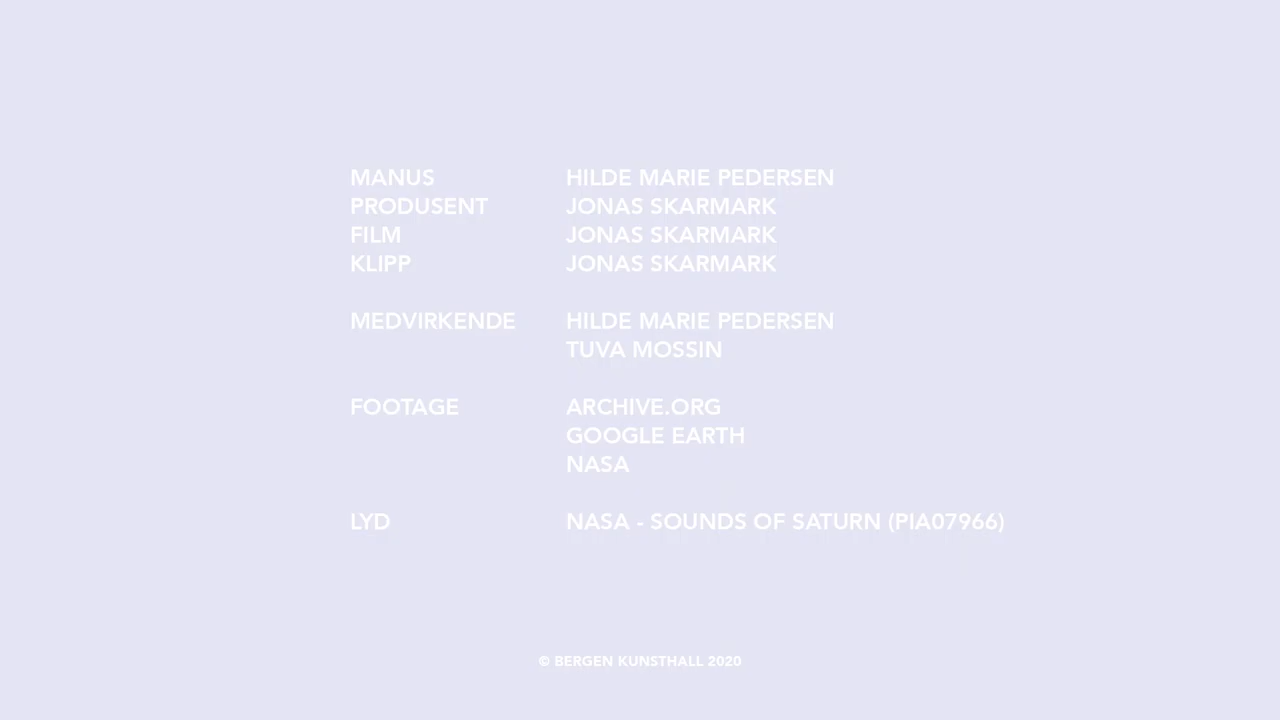 MANUS HILDE MARIE PEDERSEN
PRODUSENT JONAS SKARMARK
FILM JONAS SKARMARK
KLIPP JONAS SKARMARK
MEDVIRKENDE HILDE MARIE PEDERSEN
TUVA MOSSIN
FOOTAGE ARCHIVE.ORG
GOOGLE EARTH
NASA
LYD NASA - SOUNDS OF SATURN (PIA07966)
© BERGEN KUNSTHALL 2020